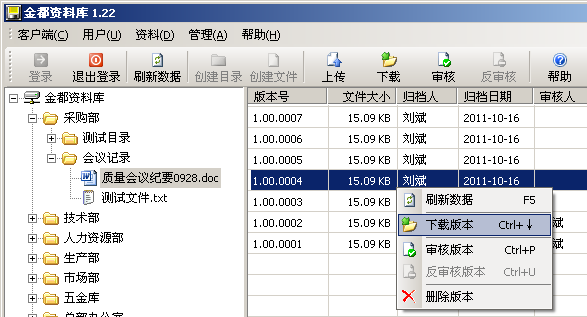 金都资料库 1.22
客户端(C) 用户(U) 资料(D) 管理(A) 帮助(H)
登录 退出登录 刷新数据 创建目录 创建文件 上传 下载 审核 反审核 帮助
金都资料库
采购部
测试目录
会议记录
质量会议纪要0928.doc
测试文件.txt
技术部
人力资源部
生产部
市场部
五金库
总部办公室
版本号 文件大小 归档人 归档日期 审核人
1.00.0007 15.09 KB 刘斌 2011-10-16
1.00.0006 15.09 KB 刘斌 2011-10-16
1.00.0005 15.09 KB 刘斌 2011-10-16
1.00.0004 15.09 KB 刘斌 2011-10-16
1.00.0003 15.09 KB
1.00.0002 15.09 KB
1.00.0001 15.09 KB
刷新数据 F5
下载版本 Ctrl+↓
审核版本 Ctrl+P
反审核版本 Ctrl+U
删除版本